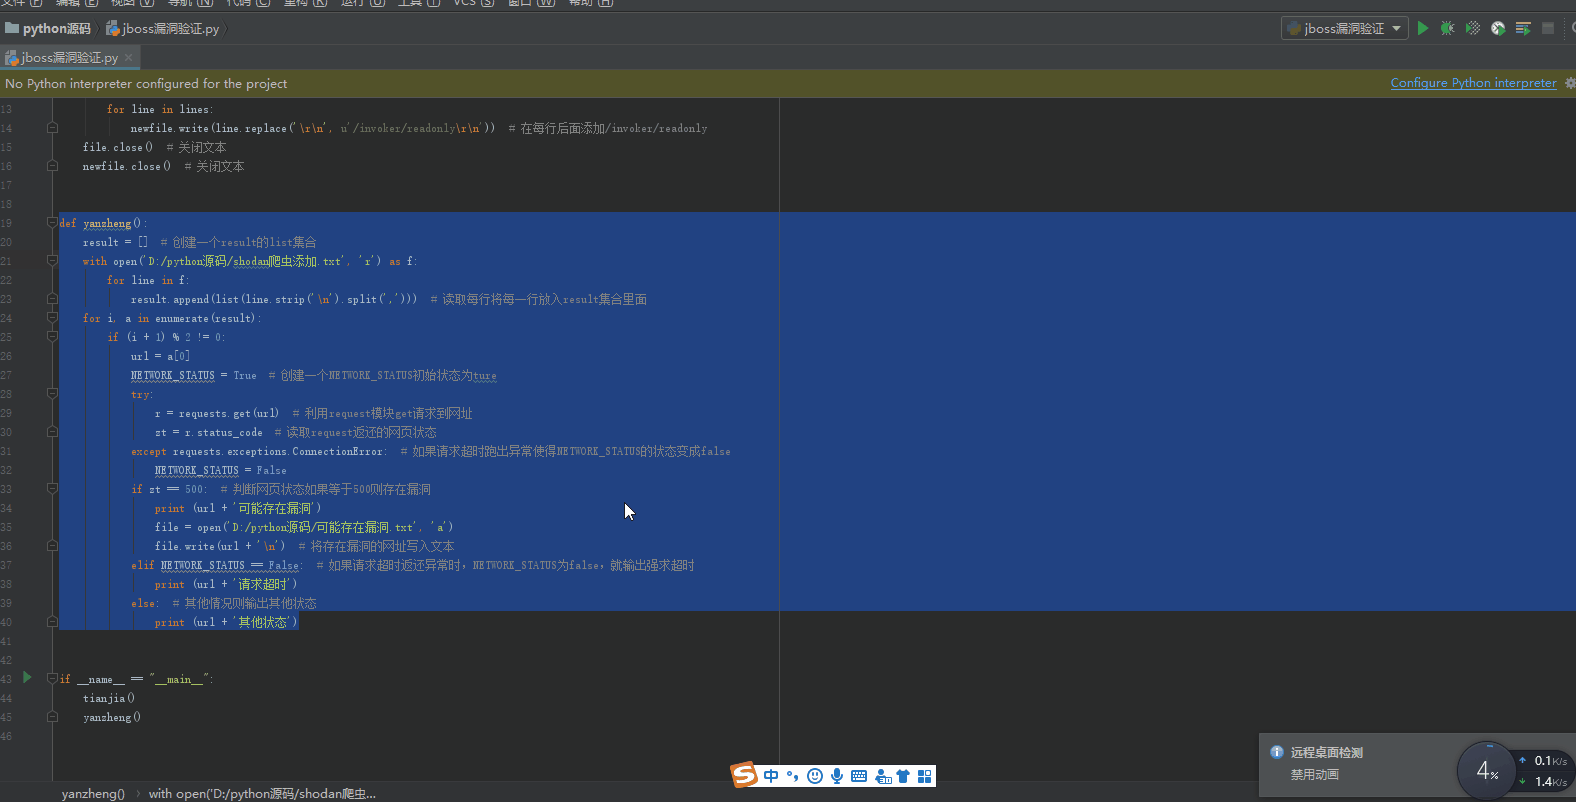 文件(F) 编辑(E) 视图(V) 导航(N) 代码(C) 重构(R) 运行(U) 工具(T) VCS(S) 窗口(W) 帮助(H)
python源码 jboss漏洞验证.py jboss漏洞验证
jboss漏洞验证.py
No Python interpreter configured for the project Configure Python interpreter
13 for line in lines:
14 newfile.write(line.replace('\r\n', u'/invoker/readonly\r\n')) # 在每行后面添加/invoker/readonly
15 file.close() # 关闭文本
16 newfile.close() # 关闭文本
17
18
19 def yanzheng():
20 result = [] # 创建一个result的list集合
21 with open('D:/python源码/shodan爬虫添加.txt', 'r') as f:
22 for line in f:
23 result.append(list(line.strip('\n').split(','))) # 读取每行将每一行放入result集合里面
24 for i, a in enumerate(result):
25 if (i + 1) % 2 != 0:
26 url = a[0]
27 NETWORK_STATUS = True # 创建一个NETWORK_STATUS初始状态为ture
28 try:
29 r = requests.get(url) # 利用request模块get请求到网址
30 zt = r.status_code # 读取request返还的网页状态
31 except requests.exceptions.ConnectionError: # 如果请求超时跑出异常使得NETWORK_STATUS的状态变成false
32 NETWORK_STATUS = False
33 if zt == 500: # 判断网页状态如果等于500则存在漏洞
34 print (url + '可能存在漏洞')
35 file = open('D:/python源码/可能存在漏洞.txt', 'a')
36 file.write(url + '\n') # 将存在漏洞的网址写入文本
37 elif NETWORK_STATUS == False: # 如果请求超时返还异常时，NETWORK_STATUS为false，就输出强求超时
38 print (url + '请求超时')
39 else: # 其他情况则输出其他状态
40 print (url + '其他状态')
41
42
43 if __name__ == "__main__":
44 tianjia()
45 yanzheng()
46
远程桌面检测
禁用动画
4%
0.1K/s
1.4K/s
S 中
yanzheng() with open('D:/python源码/shodan爬虫...